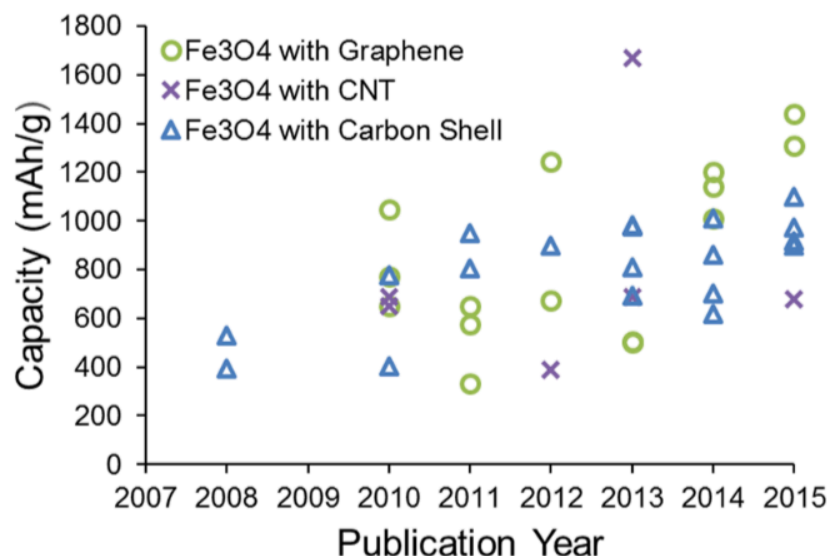 1800
1600
1400
1200
1000
800
600
400
200
0
Capacity (mAh/g)
Fe3O4 with Graphene
Fe3O4 with CNT
Fe3O4 with Carbon Shell
2007 2008 2009 2010 2011 2012 2013 2014 2015
Publication Year